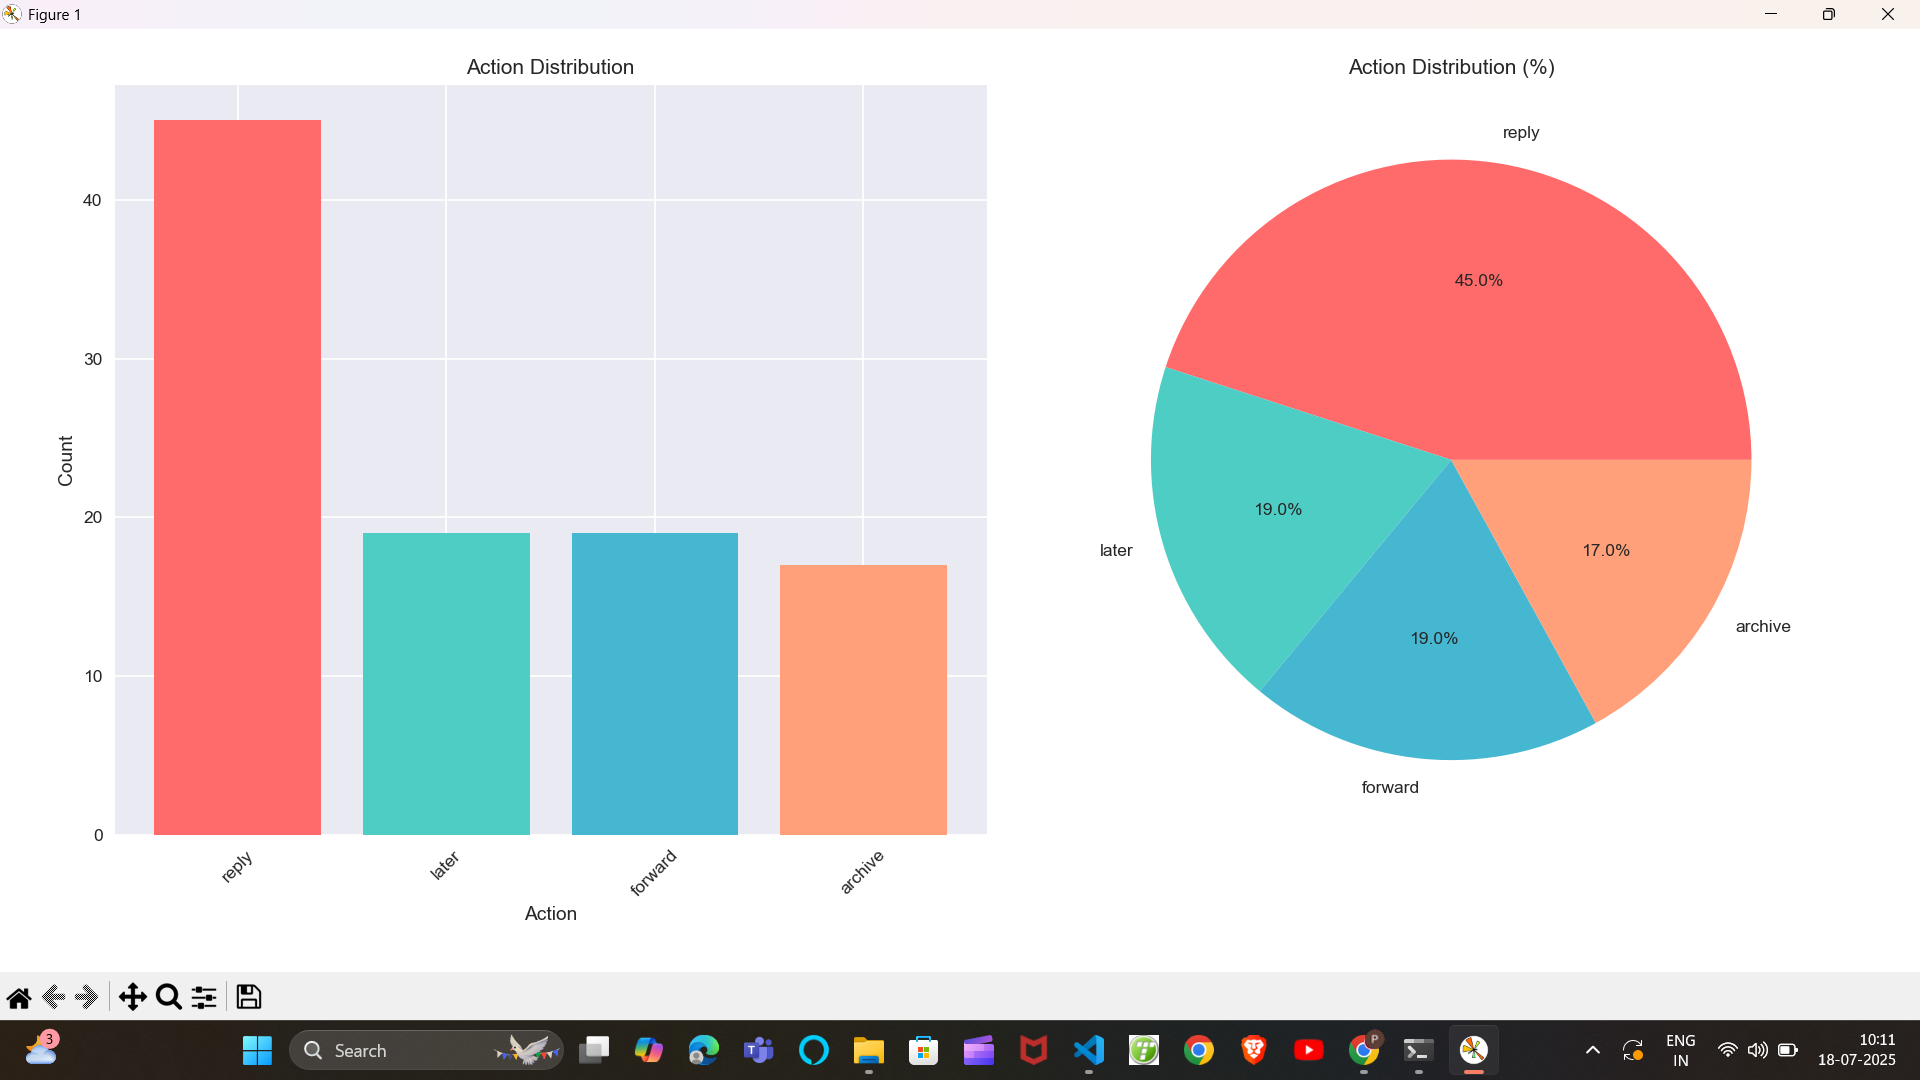 Figure 1
Action Distribution
Count
40
30
20
10
0
reply
later
forward
archive
Action
Action Distribution (%)
reply
45.0%
later
19.0%
forward
19.0%
archive
17.0%
3
Search
P
ENG
IN
10:11
18-07-2025